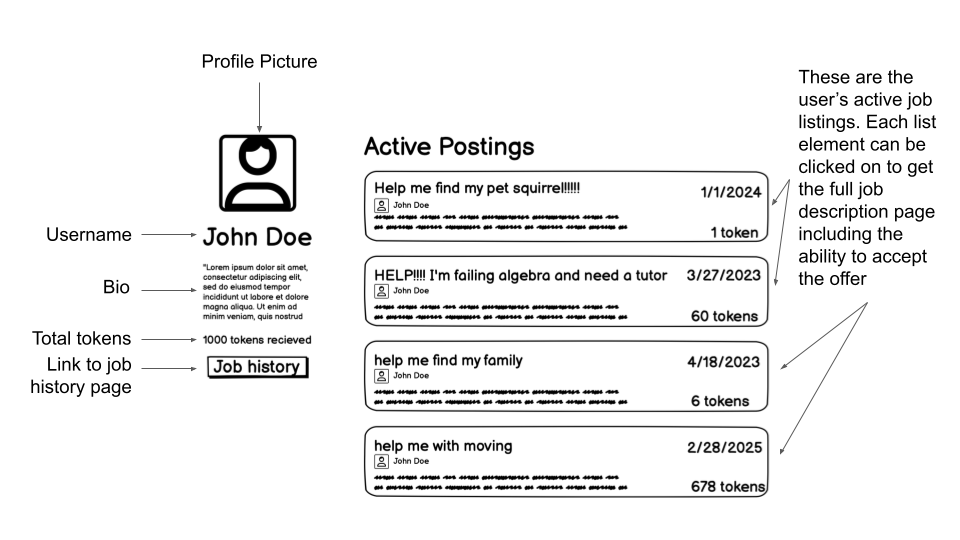 Profile Picture
Username
John Doe
Bio
"Lorem ipsum dolor sit amet,
consectetur adipiscing elit,
sed do eiusmod tempor
incididunt ut labore et dolore
magna aliqua. Ut enim ad
minim veniam, quis nostrud
Total tokens
1000 tokens recieved
Link to job
history page
Job history
Active Postings
Help me find my pet squirrel!!!!!
1/1/2024
John Doe
1 token
HELP!!!! I'm failing algebra and need a tutor
3/27/2023
John Doe
60 tokens
help me find my family
4/18/2023
John Doe
6 tokens
help me with moving
2/28/2025
John Doe
678 tokens
These are the
user's active job
listings. Each list
element can be
clicked on to get
the full job
description page
including the
ability to accept
the offer